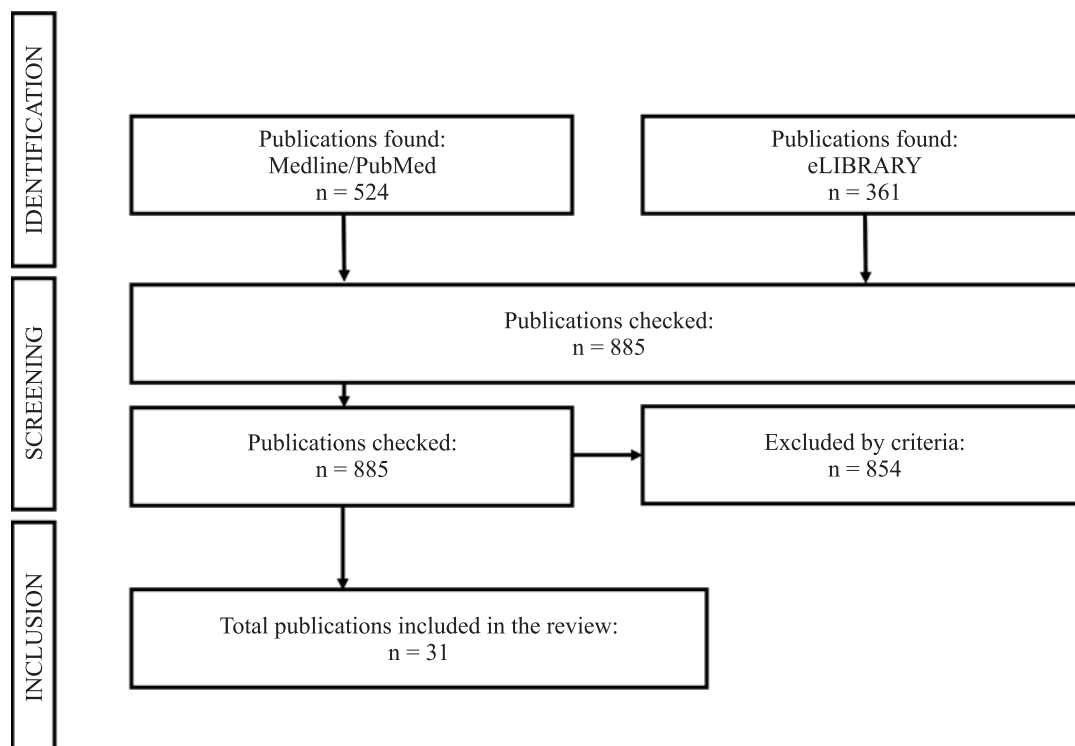 IDENTIFICATION
Publications found:
Medline/PubMed
n = 524
Publications found:
eLIBRARY
n = 361
SCREENING
Publications checked:
n = 885
Publications checked:
n = 885
Excluded by criteria:
n = 854
INCLUSION
Total publications included in the review:
n = 31